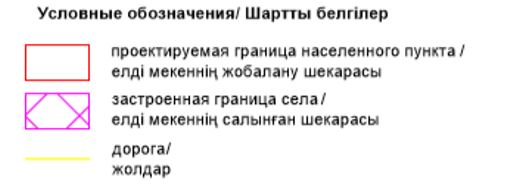 Условные обозначения/ Шартты белгілер
проектируемая граница населенного пункта /
елді мекеннің жобалану шекарасы
застроенная граница села/
елді мекеннің салынған шекарасы
дорога/
жолдар